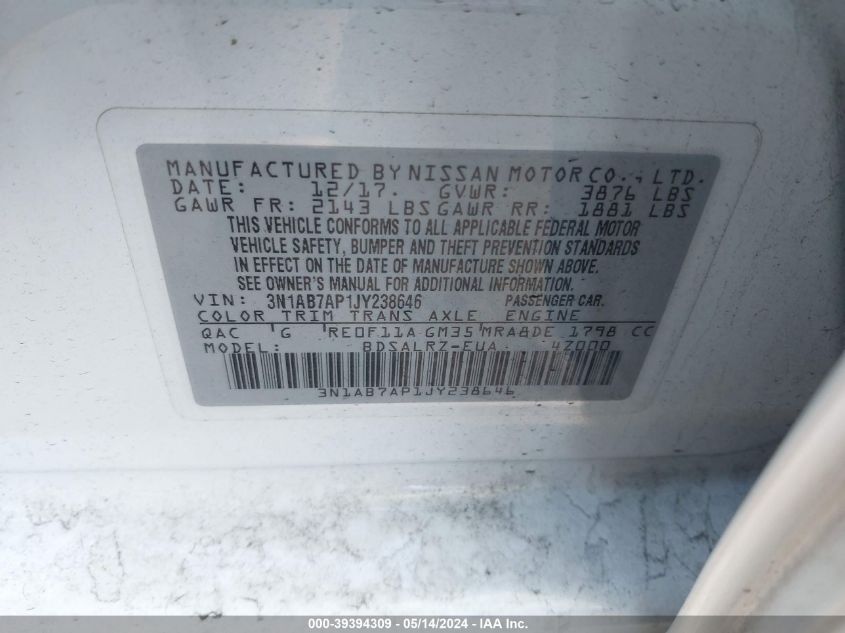 MANUFACTURED BY NISSAN MOTOR CO., LTD.
DATE: 12/17. GVWR: 3876 LBS
GAWR FR: 2143 LBS GAWR RR: 1881 LBS
THIS VEHICLE CONFORMS TO ALL APPLICABLE FEDERAL MOTOR
VEHICLE SAFETY, BUMPER AND THEFT PREVENTION STANDARDS
IN EFFECT ON THE DATE OF MANUFACTURE SHOWN ABOVE.
SEE OWNER'S MANUAL FOR ADDITIONAL INFORMATION.
VIN: 3N1AB7AP1JY238646 PASSENGER CAR.
COLOR TRIM TRANS AXLE ENGINE
QAC G RE0F11A GM35 MRA8DE 1798 CC
MODEL: BDSALRZ-EUA 4Z000
3N1AB7AP1JY238646
000-39394309 - 05/14/2024 - IAA Inc.